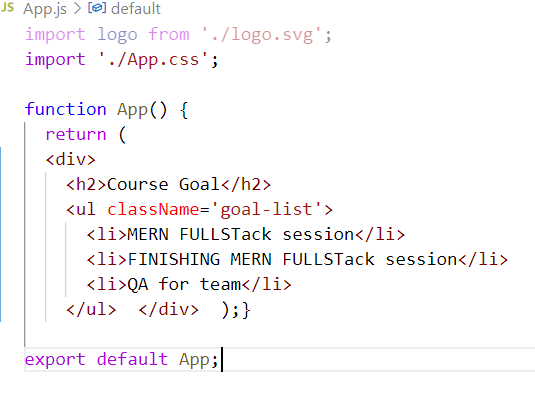 JS App.js > default
import logo from './logo.svg';
import './App.css';
function App() {
return (
<div>
<h2>Course Goal</h2>
<ul className='goal-list'>
<li>MERN FULLSTack session</li>
<li>FINISHING MERN FULLSTack session</li>
<li>QA for team</li>
</ul>  </div>  );}
export default App;